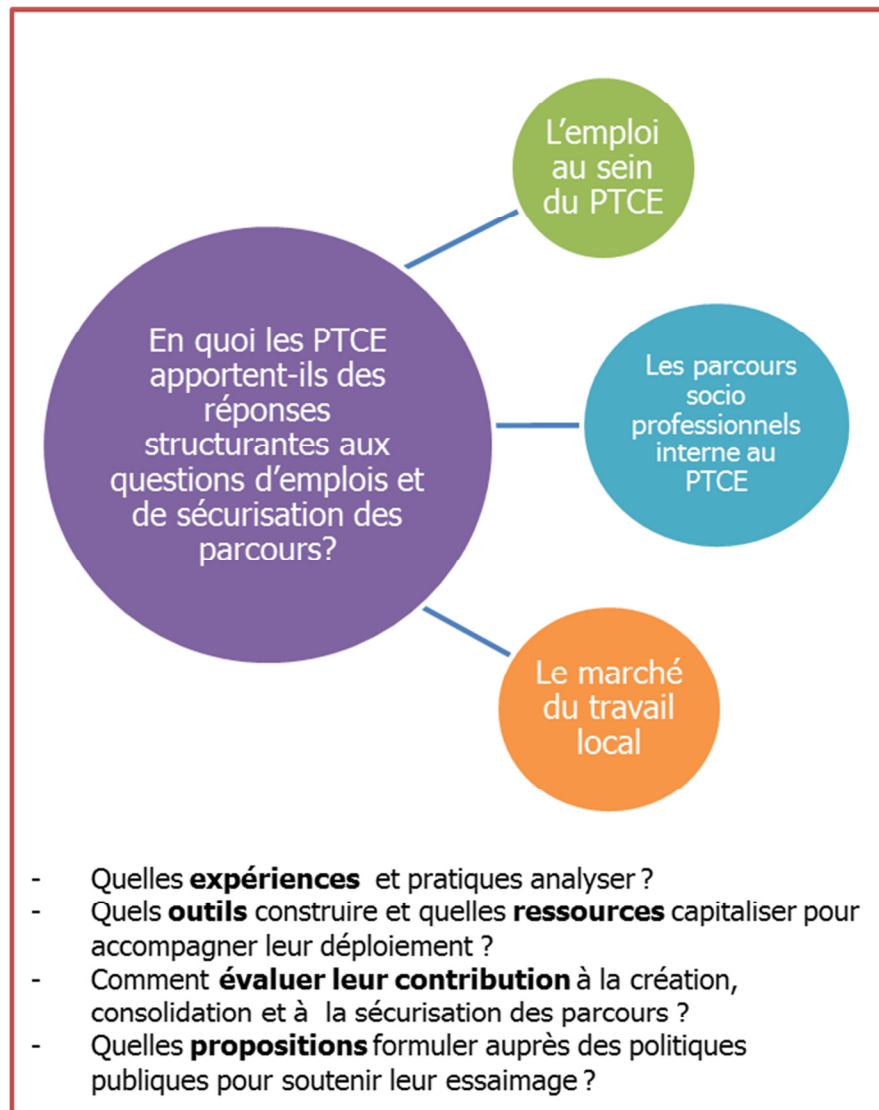 L'emploi
au sein
du PTCE
En quoi les PTCE
apportent-ils des
réponses
structurantes aux
questions d'emplois et
de sécurisation des
parcours?
Les parcours
socio
professionnels
interne au
PTCE
Le marché
du travail
local
- Quelles expériences et pratiques analyser ?
- Quels outils construire et quelles ressources capitaliser pour
accompagner leur déploiement ?
- Comment évaluer leur contribution à la création,
consolidation et à la sécurisation des parcours ?
- Quelles propositions formuler auprès des politiques
publiques pour soutenir leur essaimage ?